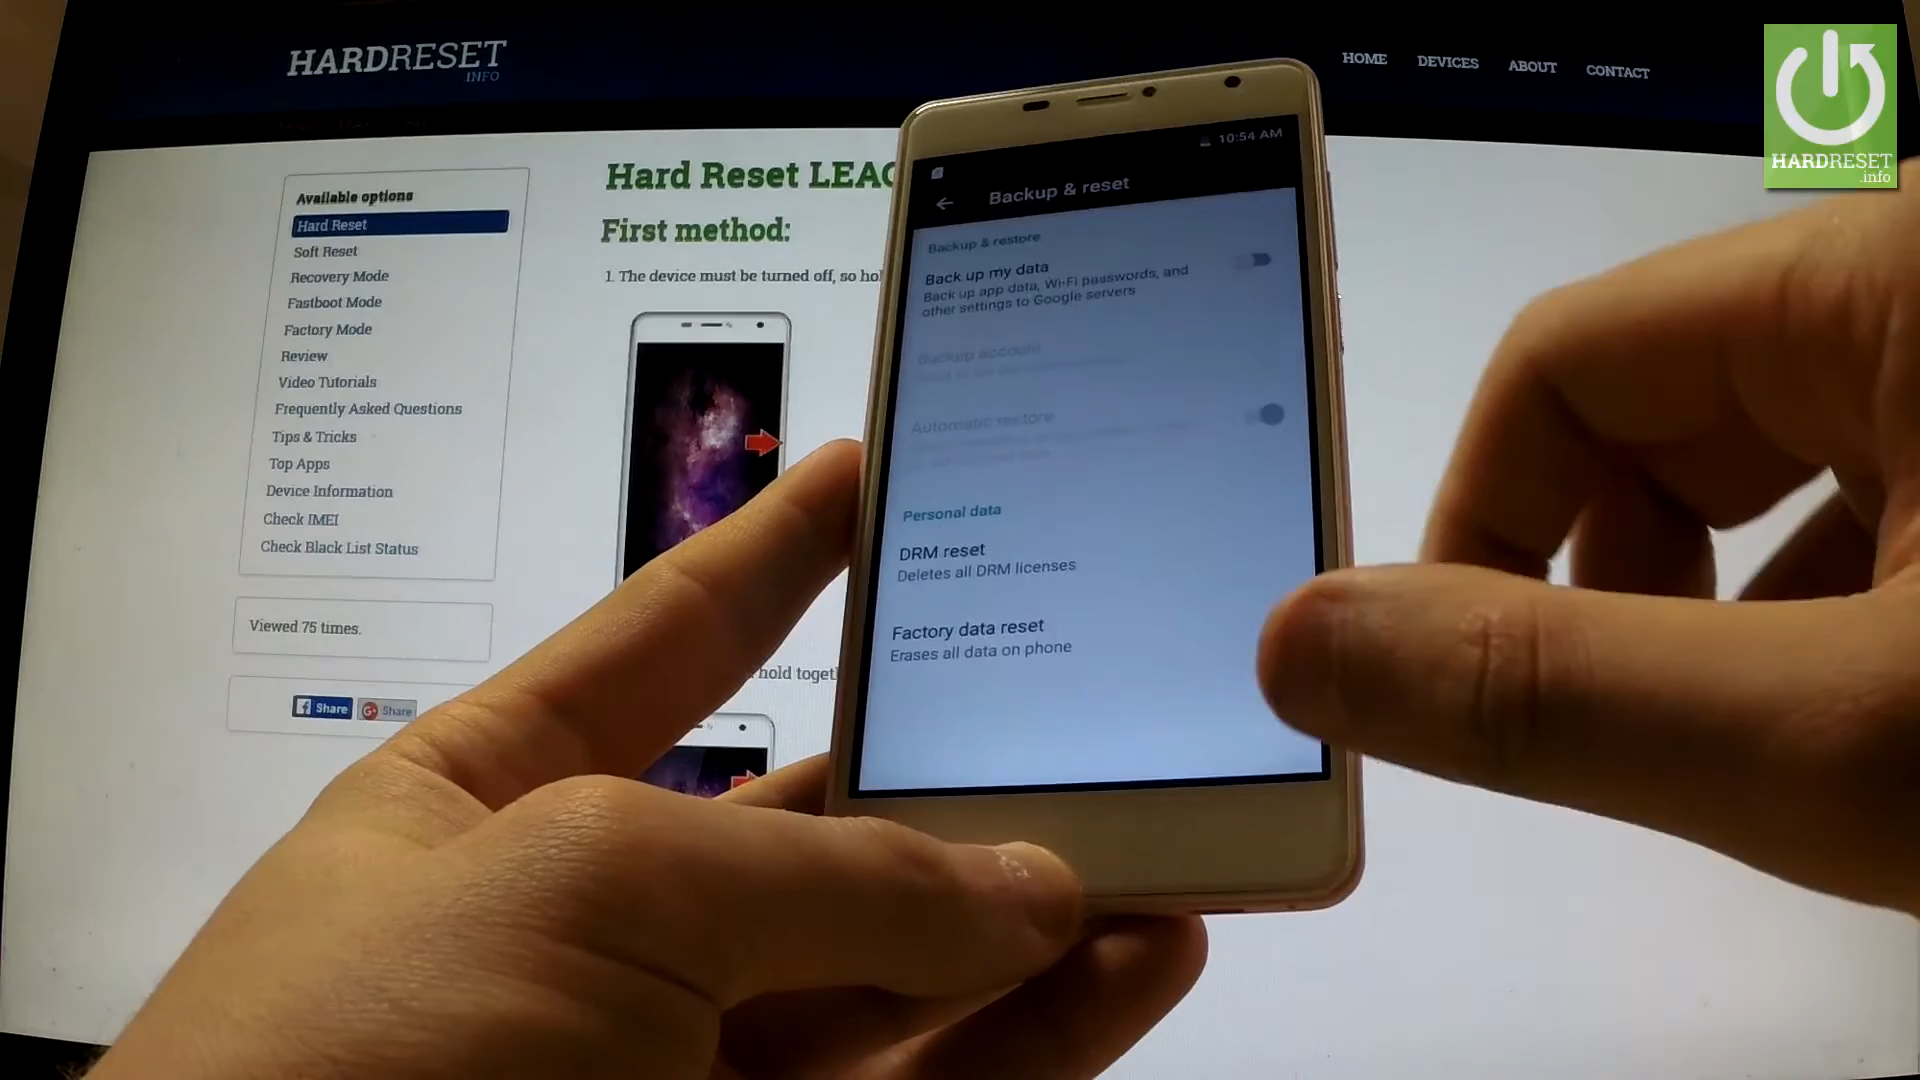 HARDRESET
.INFO
HOME DEVICES ABOUT CONTACT
HARDRESET
.info
Available options
Hard Reset
Soft Reset
Recovery Mode
Fastboot Mode
Factory Mode
Review
Video Tutorials
Frequently Asked Questions
Tips & Tricks
Top Apps
Device Information
Check IMEI
Check Black List Status
Viewed 75 times.
Share
Share
Hard Reset LEAG
First method:
1. The device must be turned off, so hol
hold togeth
10:54 AM
Backup & reset
Backup & restore
Back up my data
Back up app data, Wi-Fi passwords, and
other settings to Google servers
Backup account
Automatic restore
Personal data
DRM reset
Deletes all DRM licenses
Factory data reset
Erases all data on phone